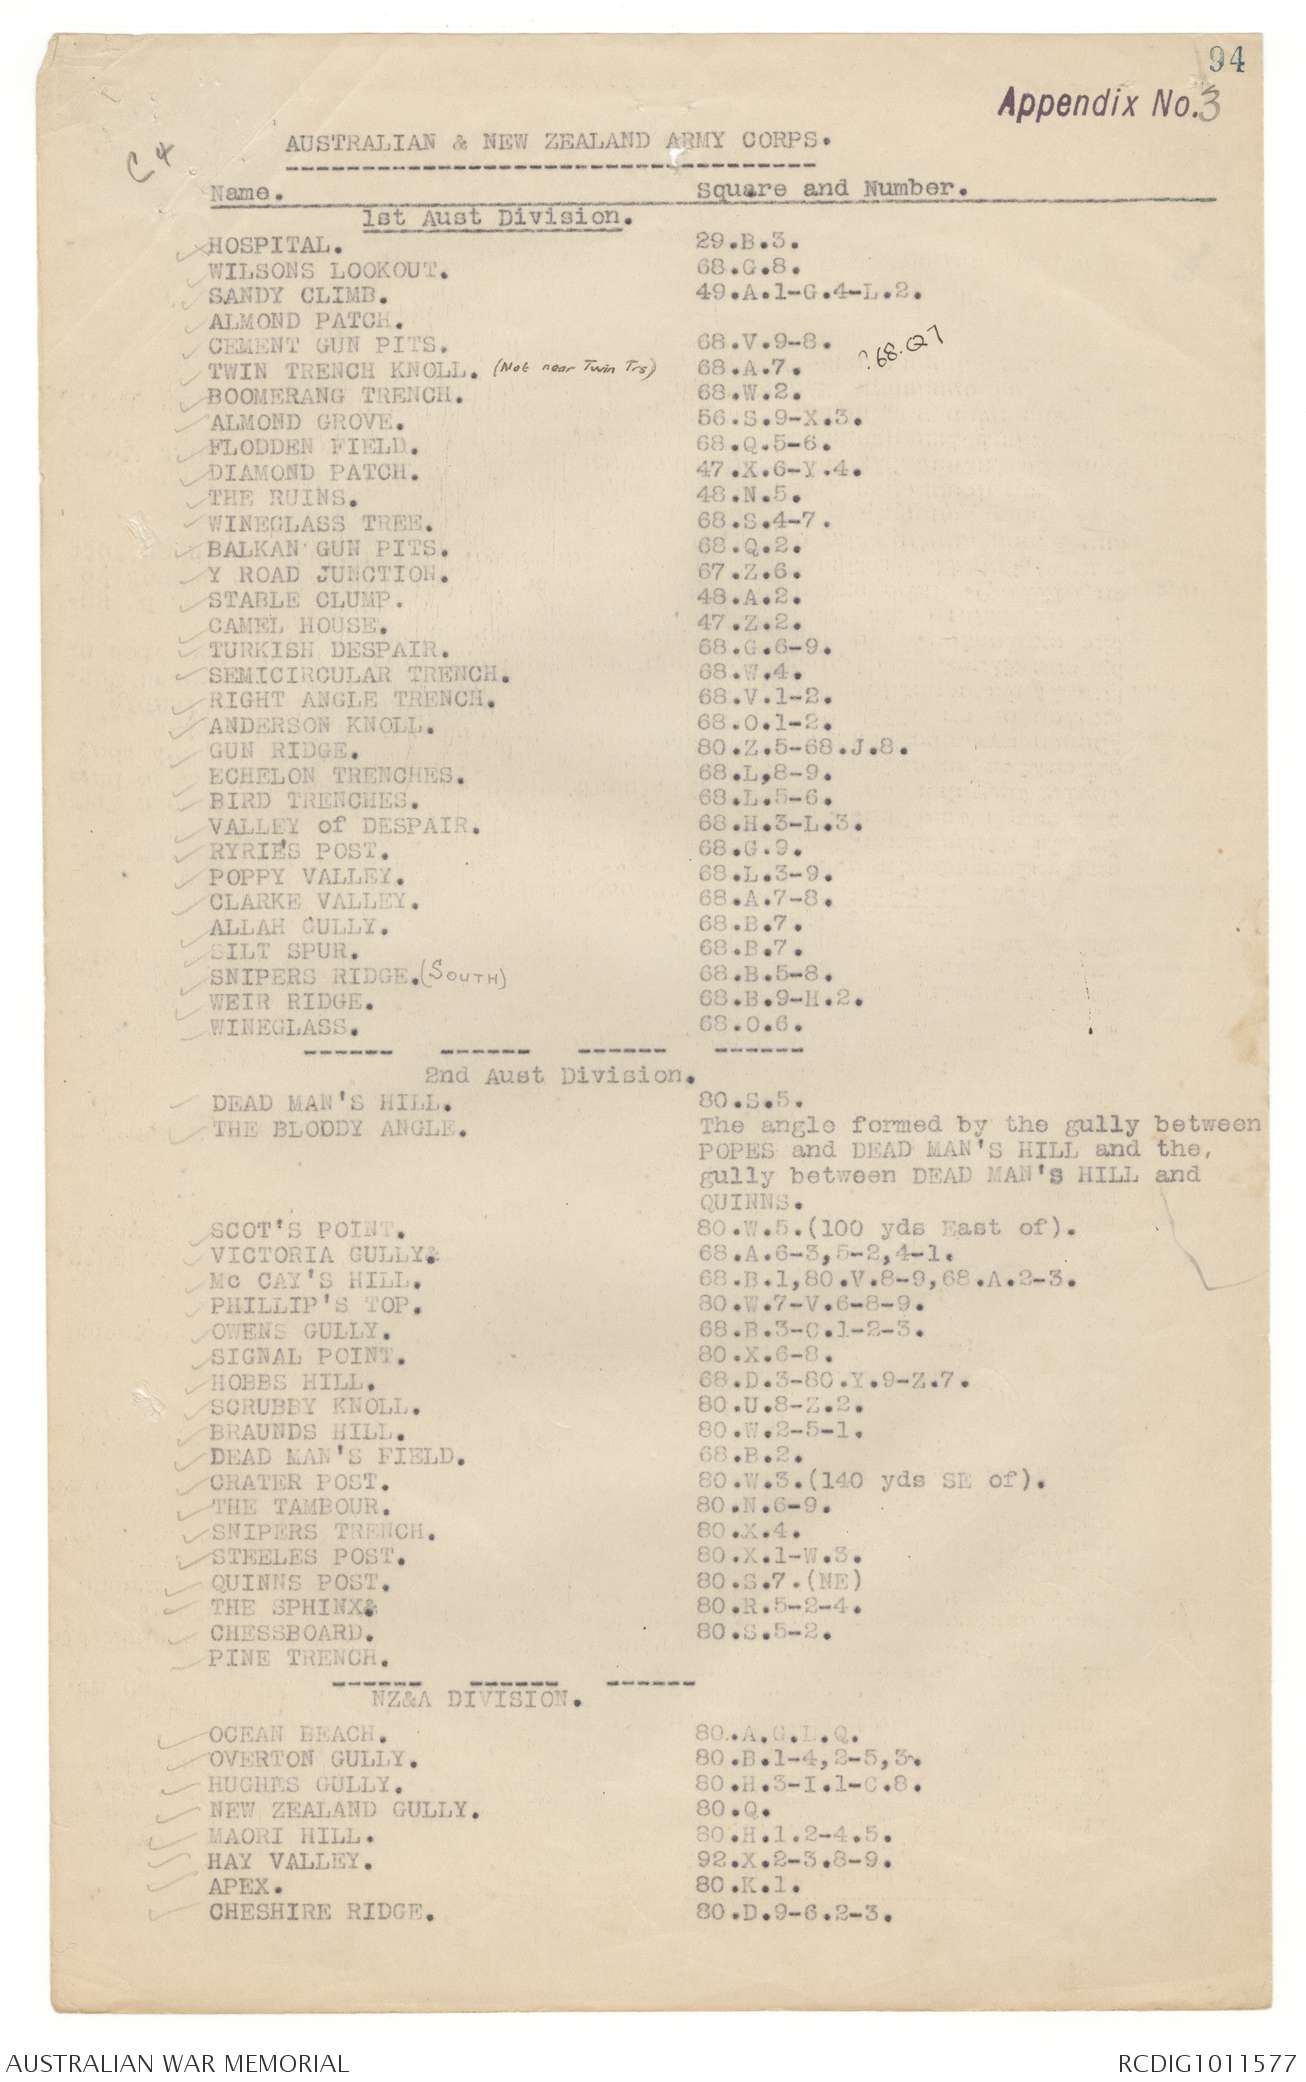 94
Appendix No.3
C 4
AUSTRALIAN & NEW ZEALAND ARMY CORPS.
Name. Square and Number.
1st Aust Division.
HOSPITAL. 29.B.3.
WILSONS LOOKOUT. 68.G.8.
SANDY CLIMB. 49.A.1-G.4-L.2.
ALMOND PATCH.
CEMENT GUN PITS. 68.V.9-8. ?68.Q7
TWIN TRENCH KNOLL. (Not near Twin Trs) 68.A.7.
BOOMERANG TRENCH. 68.W.2.
ALMOND GROVE. 56.S.9-X.3.
FLODDEN FIELD. 68.Q.5-6.
DIAMOND PATCH. 47.X.6-Y.4.
THE RUINS. 48.N.5.
WINEGLASS TREE. 68.S.4-7.
BALKAN GUN PITS. 68.Q.2.
Y ROAD JUNCTION. 67.Z.6.
STABLE CLUMP. 48.A.2.
CAMEL HOUSE. 47.Z.2.
TURKISH DESPAIR. 68.G.6-9.
SEMICIRCULAR TRENCH. 68.W.4.
RIGHT ANGLE TRENCH. 68.V.1-2.
ANDERSON KNOLL. 68.O.1-2.
GUN RIDGE. 80.Z.5-68.J.8.
ECHELON TRENCHES. 68.L,8-9.
BIRD TRENCHES. 68.L.5-6.
VALLEY of DESPAIR. 68.H.3-L.3.
RYRIE'S POST. 68.G.9.
POPPY VALLEY. 68.L.3-9.
CLARKE VALLEY. 68.A.7-8.
ALLAH GULLY. 68.B.7.
SILT SPUR. 68.B.7.
SNIPERS RIDGE.(SOUTH) 68.B.5-8.
WEIR RIDGE. 68.B.9-H.2.
WINEGLASS. 68.O.6.
2nd Aust Division.
DEAD MAN'S HILL. 80.S.5.
THE BLODDY ANGLE. The angle formed by the gully between
POPES and DEAD MAN'S HILL and the,
gully between DEAD MAN'S HILL and
QUINNS.
SCOT'S POINT. 80.W.5.(100 yds East of).
VICTORIA GULLY& 68.A.6-3,5-2,4-1.
Mc CAY'S HILL. 68.B.1,80.V.8-9,68.A.2-3.
PHILLIP'S TOP. 80.W.7-V.6-8-9.
OWENS GULLY. 68.B.3-C.1-2-3.
SIGNAL POINT. 80.X.6-8.
HOBBS HILL. 68.D.3-80.Y.9-Z.7.
SCRUBBY KNOLL. 80.U.8-Z.2.
BRAUNDS HILL. 80.W.2-5-1.
DEAD MAN'S FIELD. 68.B.2.
CRATER POST. 80.W.3.(140 yds SE of).
THE TAMBOUR. 80.N.6-9.
SNIPERS TRENCH. 80.X.4.
STEELES POST. 80.X.1-W.3.
QUINNS POST. 80.S.7.(NE)
THE SPHINX& 80.R.5-2-4.
CHESSBOARD. 80.S.5-2.
PINE TRENCH.
NZ&A DIVISION.
OCEAN BEACH. 80..A.G.L.Q.
OVERTON GULLY. 80.B.1-4,2-5,3.
HUGHES GULLY. 80.H.3-I.1-C.8.
NEW ZEALAND GULLY. 80.Q.
MAORI HILL. 80.H.1.2-4.5.
HAY VALLEY. 92.X.2-3.8-9.
APEX. 80.K.1.
CHESHIRE RIDGE. 80.D.9-6.2-3.
AUSTRALIAN WAR MEMORIAL RCDIG1011577